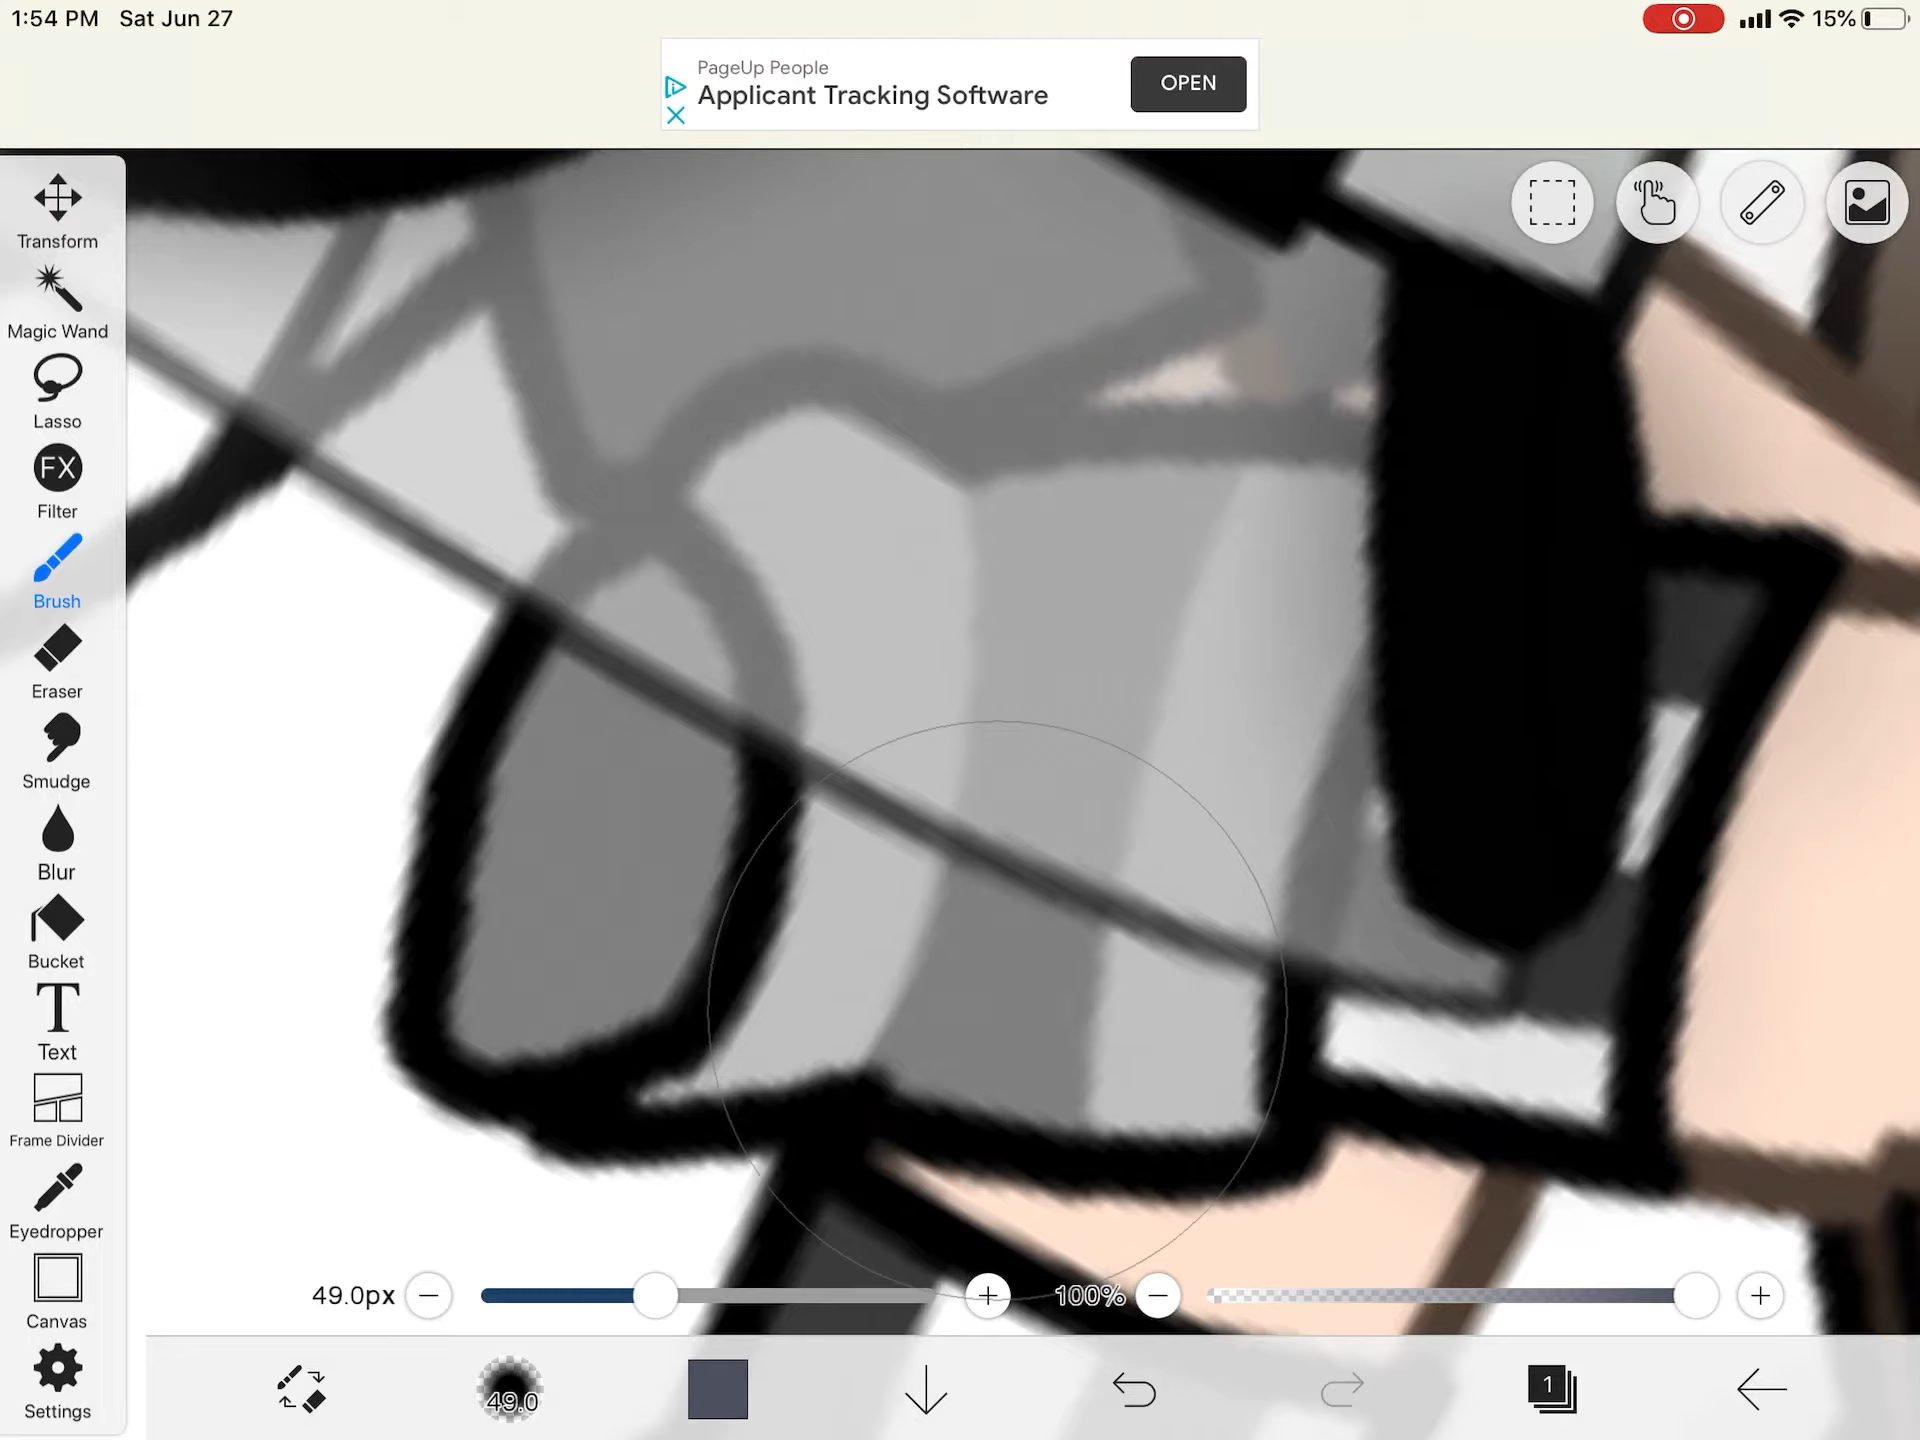 1:54 PM Sat Jun 27
15%
PageUp People
Applicant Tracking Software
OPEN
Transform
Magic Wand
Lasso
FX
Filter
Brush
Eraser
Smudge
Blur
Bucket
T
Text
Frame Divider
Eyedropper
Canvas
Settings
49.0px
100%
49.0
1